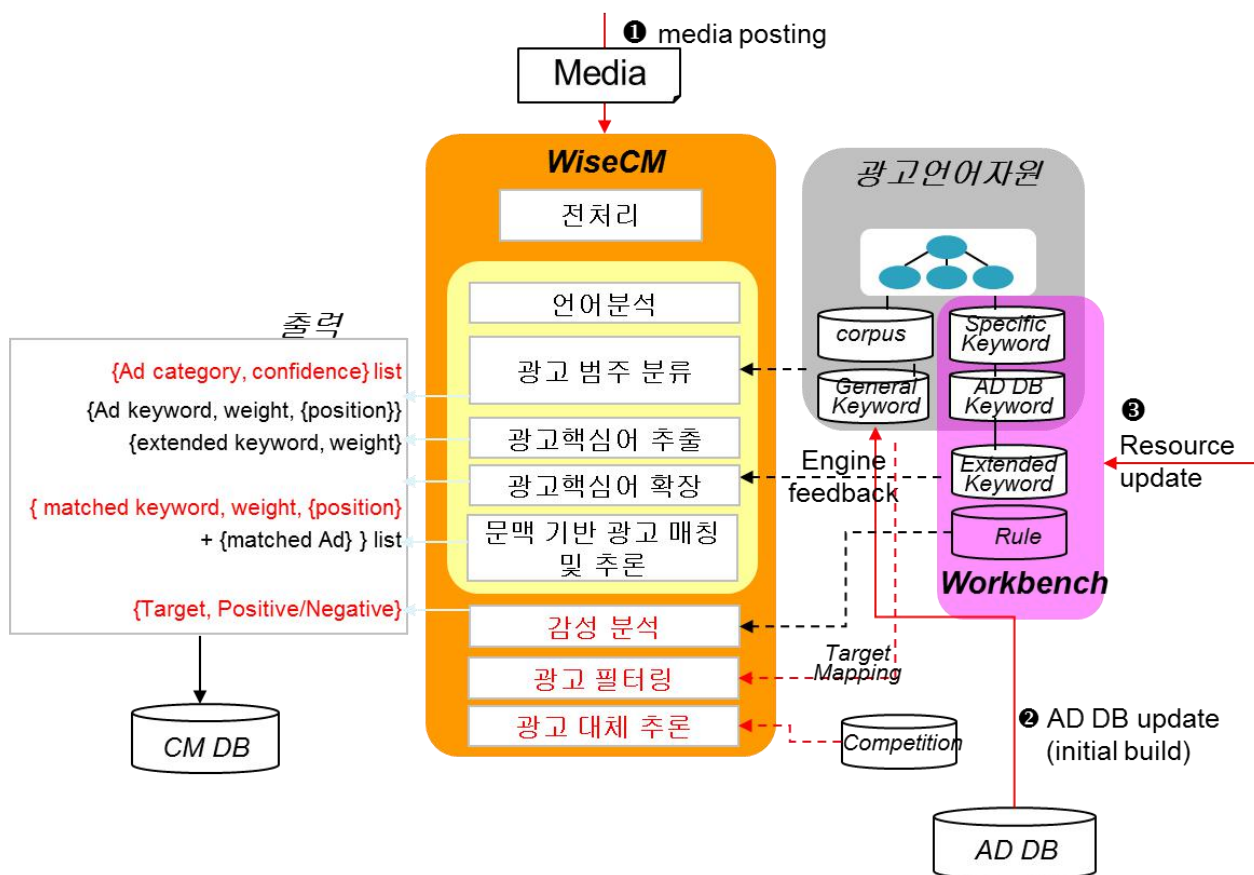 ❶ media posting
Media
WiseCM
전처리
언어분석
광고 범주 분류
광고핵심어 추출
광고핵심어 확장
문맥 기반 광고 매칭
및 추론
감성 분석
광고 필터링
광고 대체 추론
출력
{Ad category, confidence} list
{Ad keyword, weight, {position}}
{extended keyword, weight}
{ matched keyword, weight, {position}
+ {matched Ad} } list
{Target, Positive/Negative}
CM DB
광고언어자원
corpus
General
Keyword
Specific
Keyword
AD DB
Keyword
Extended
Keyword
Rule
Workbench
Engine
feedback
Target
Mapping
Competition
❸
Resource
update
❷ AD DB update
(initial build)
AD DB